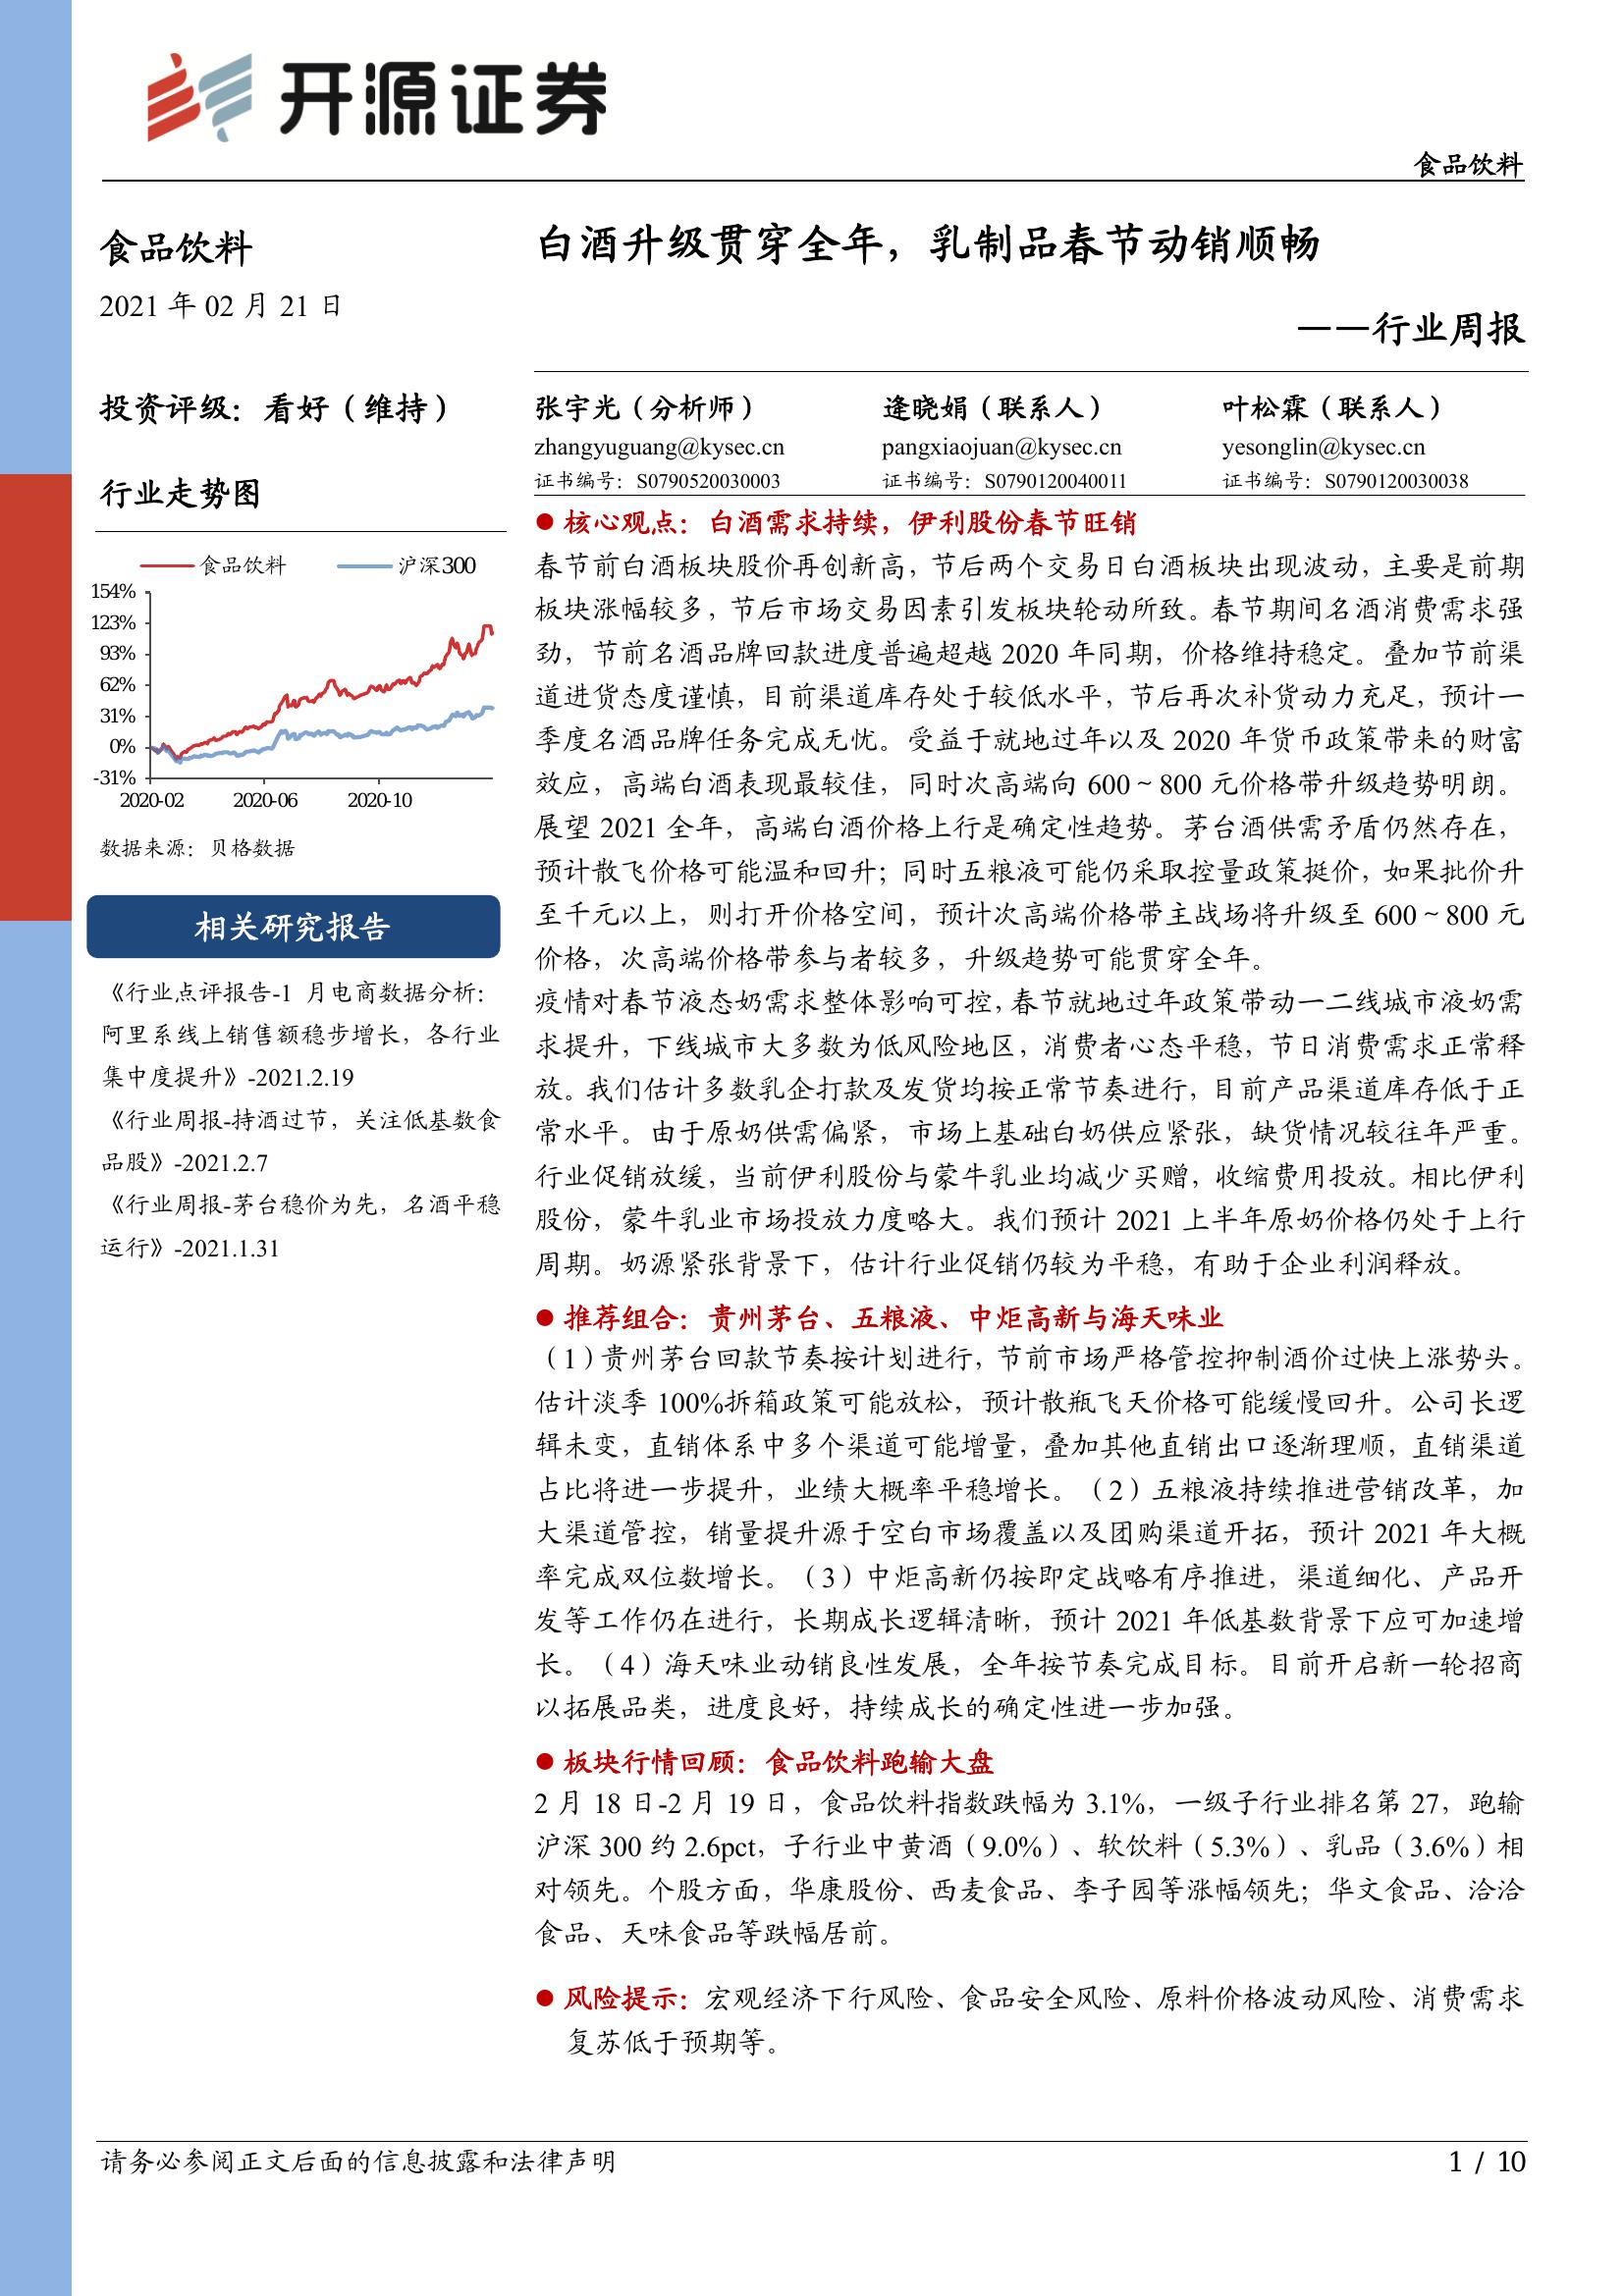 开源证券
食品饮料
食品饮料
2021 年 02 月 21 日
投资评级：看好（维持）
行业走势图
食品饮料 沪深300
154%
123%
93%
62%
31%
0%
-31%
2020-02 2020-06 2020-10
数据来源：贝格数据
相关研究报告
《行业点评报告-1 月电商数据分析：
阿里系线上销售额稳步增长，各行业
集中度提升》-2021.2.19
《行业周报-持酒过节，关注低基数食
品股》-2021.2.7
《行业周报-茅台稳价为先，名酒平稳
运行》-2021.1.31
白酒升级贯穿全年，乳制品春节动销顺畅
——行业周报
张宇光（分析师） 逄晓娟（联系人） 叶松霖（联系人）
zhangyuguang@kysec.cn pangxiaojuan@kysec.cn yesonglin@kysec.cn
证书编号：S0790520030003 证书编号：S0790120040011 证书编号：S0790120030038
● 核心观点：白酒需求持续，伊利股份春节旺销
春节前白酒板块股价再创新高，节后两个交易日白酒板块出现波动，主要是前期
板块涨幅较多，节后市场交易因素引发板块轮动所致。春节期间名酒消费需求强
劲，节前名酒品牌回款进度普遍超越 2020 年同期，价格维持稳定。叠加节前渠
道进货态度谨慎，目前渠道库存处于较低水平，节后再次补货动力充足，预计一
季度名酒品牌任务完成无忧。受益于就地过年以及 2020 年货币政策带来的财富
效应，高端白酒表现最较佳，同时次高端向 600～800 元价格带升级趋势明朗。
展望 2021 全年，高端白酒价格上行是确定性趋势。茅台酒供需矛盾仍然存在，
预计散飞价格可能温和回升；同时五粮液可能仍采取控量政策挺价，如果批价升
至千元以上，则打开价格空间，预计次高端价格带主战场将升级至 600～800 元
价格，次高端价格带参与者较多，升级趋势可能贯穿全年。
疫情对春节液态奶需求整体影响可控，春节就地过年政策带动一二线城市液奶需
求提升，下线城市大多数为低风险地区，消费者心态平稳，节日消费需求正常释
放。我们估计多数乳企打款及发货均按正常节奏进行，目前产品渠道库存低于正
常水平。由于原奶供需偏紧，市场上基础白奶供应紧张，缺货情况较往年严重。
行业促销放缓，当前伊利股份与蒙牛乳业均减少买赠，收缩费用投放。相比伊利
股份，蒙牛乳业市场投放力度略大。我们预计 2021 上半年原奶价格仍处于上行
周期。奶源紧张背景下，估计行业促销仍较为平稳，有助于企业利润释放。
● 推荐组合：贵州茅台、五粮液、中炬高新与海天味业
（1）贵州茅台回款节奏按计划进行，节前市场严格管控抑制酒价过快上涨势头。
估计淡季 100%拆箱政策可能放松，预计散瓶飞天价格可能缓慢回升。公司长逻
辑未变，直销体系中多个渠道可能增量，叠加其他直销出口逐渐理顺，直销渠道
占比将进一步提升，业绩大概率平稳增长。（2）五粮液持续推进营销改革，加
大渠道管控，销量提升源于空白市场覆盖以及团购渠道开拓，预计 2021 年大概
率完成双位数增长。（3）中炬高新仍按即定战略有序推进，渠道细化、产品开
发等工作仍在进行，长期成长逻辑清晰，预计 2021 年低基数背景下应可加速增
长。（4）海天味业动销良性发展，全年按节奏完成目标。目前开启新一轮招商
以拓展品类，进度良好，持续成长的确定性进一步加强。
● 板块行情回顾：食品饮料跑输大盘
2 月 18 日-2 月 19 日，食品饮料指数跌幅为 3.1%，一级子行业排名第 27，跑输
沪深 300 约 2.6pct，子行业中黄酒（9.0%）、软饮料（5.3%）、乳品（3.6%）相
对领先。个股方面，华康股份、西麦食品、李子园等涨幅领先；华文食品、洽洽
食品、天味食品等跌幅居前。
● 风险提示：宏观经济下行风险、食品安全风险、原料价格波动风险、消费需求
复苏低于预期等。
请务必参阅正文后面的信息披露和法律声明 1 / 10